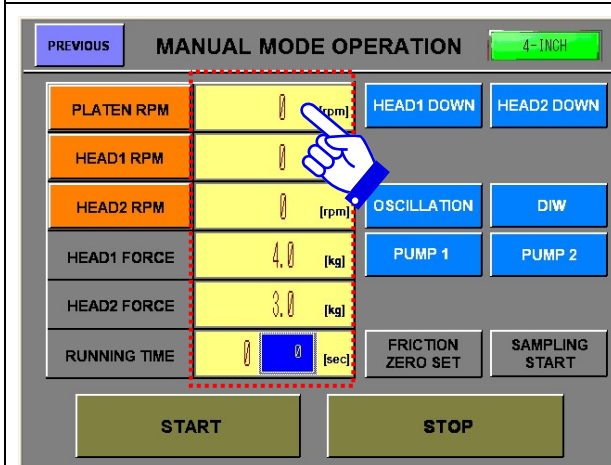 PREVIOUS MANUAL MODE OPERATION 4-INCH
PLATEN RPM 0 [rpm] HEAD1 DOWN HEAD2 DOWN
HEAD1 RPM 0
HEAD2 RPM 0 [rpm] OSCILLATION DIW
HEAD1 FORCE 4.0 [kg] PUMP 1 PUMP 2
HEAD2 FORCE 3.0 [kg]
RUNNING TIME 0 0 [sec] FRICTION ZERO SET SAMPLING START
START STOP